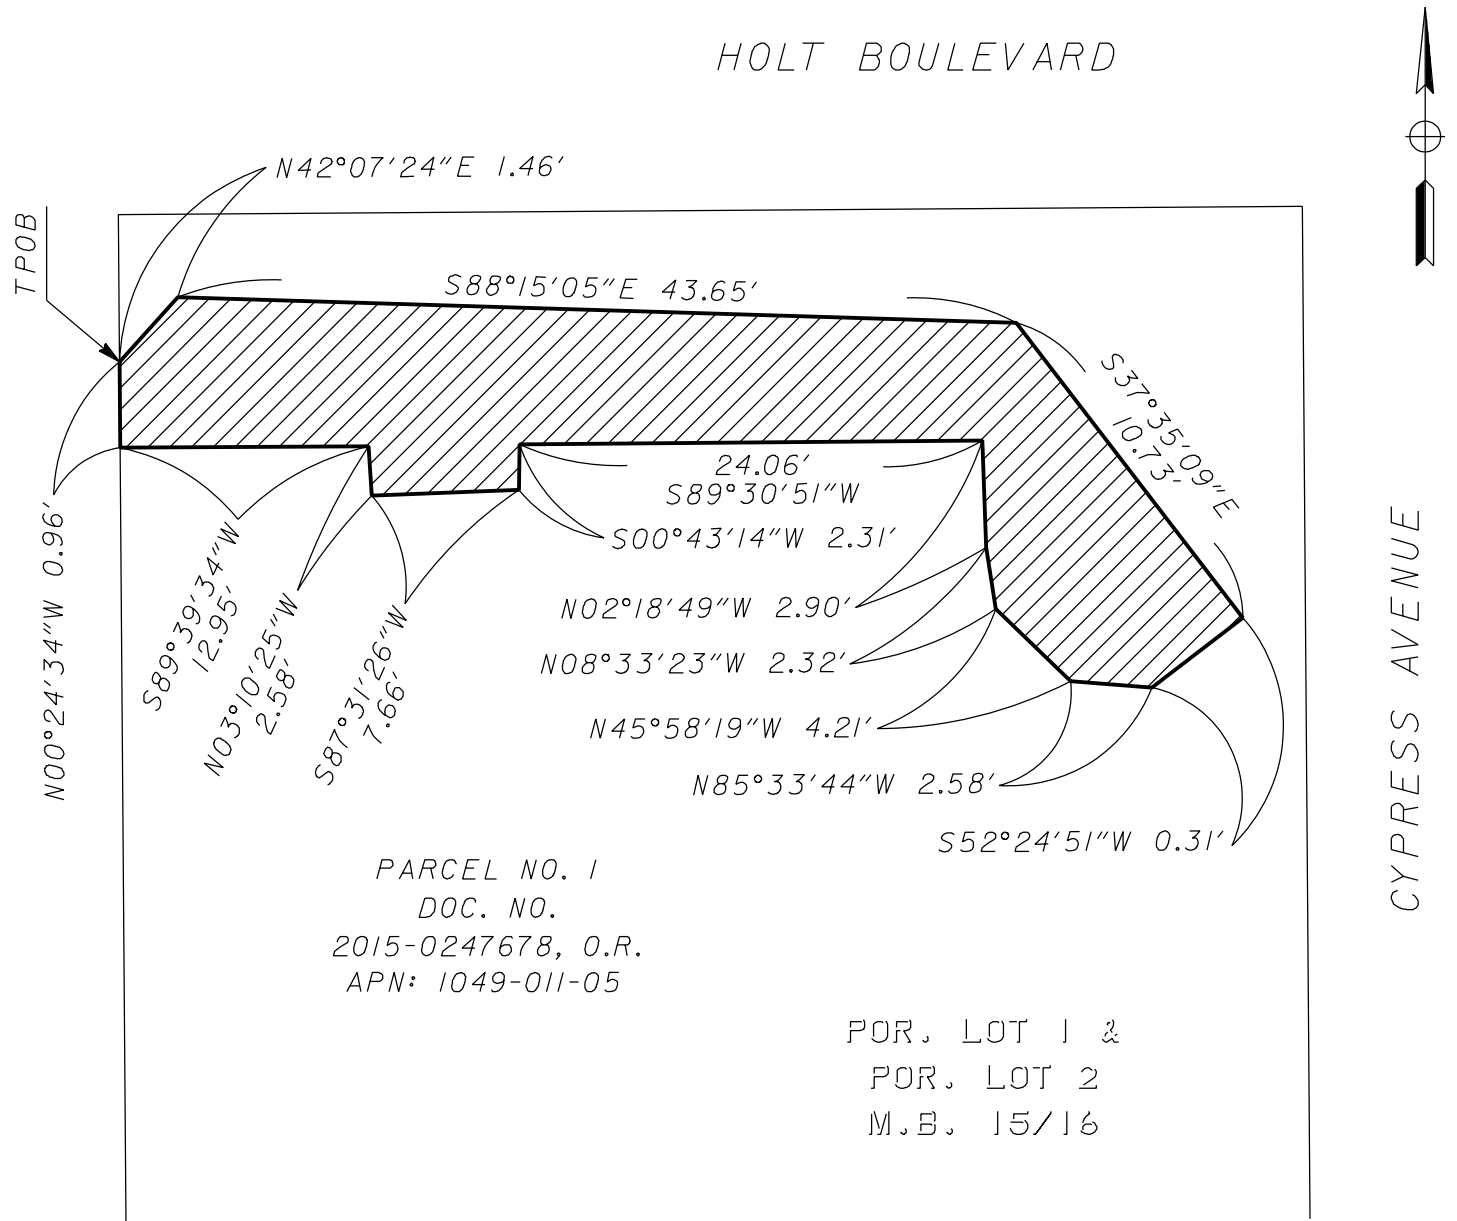 HOLT BOULEVARD
N42°07'24"E 1.46'
TPOB
S88°15'05"E 43.65'
S37°35'09"E
10.73'
24.06'
S89°30'51"W
S00°43'14"W 2.31'
N00°24'34"W 0.96'
S89°39'34"W
12.95'
N03°10'25"W
2.58'
S87°31'26"W
7.66'
N02°18'49"W 2.90'
N08°33'23"W 2.32'
N45°58'19"W 4.21'
N85°33'44"W 2.58'
S52°24'51"W 0.31'
CYPRESS AVENUE
PARCEL NO. 1
DOC. NO.
2015-0247678, O.R.
APN: 1049-011-05
POR. LOT 1 &
POR. LOT 2
M.B. 15/16